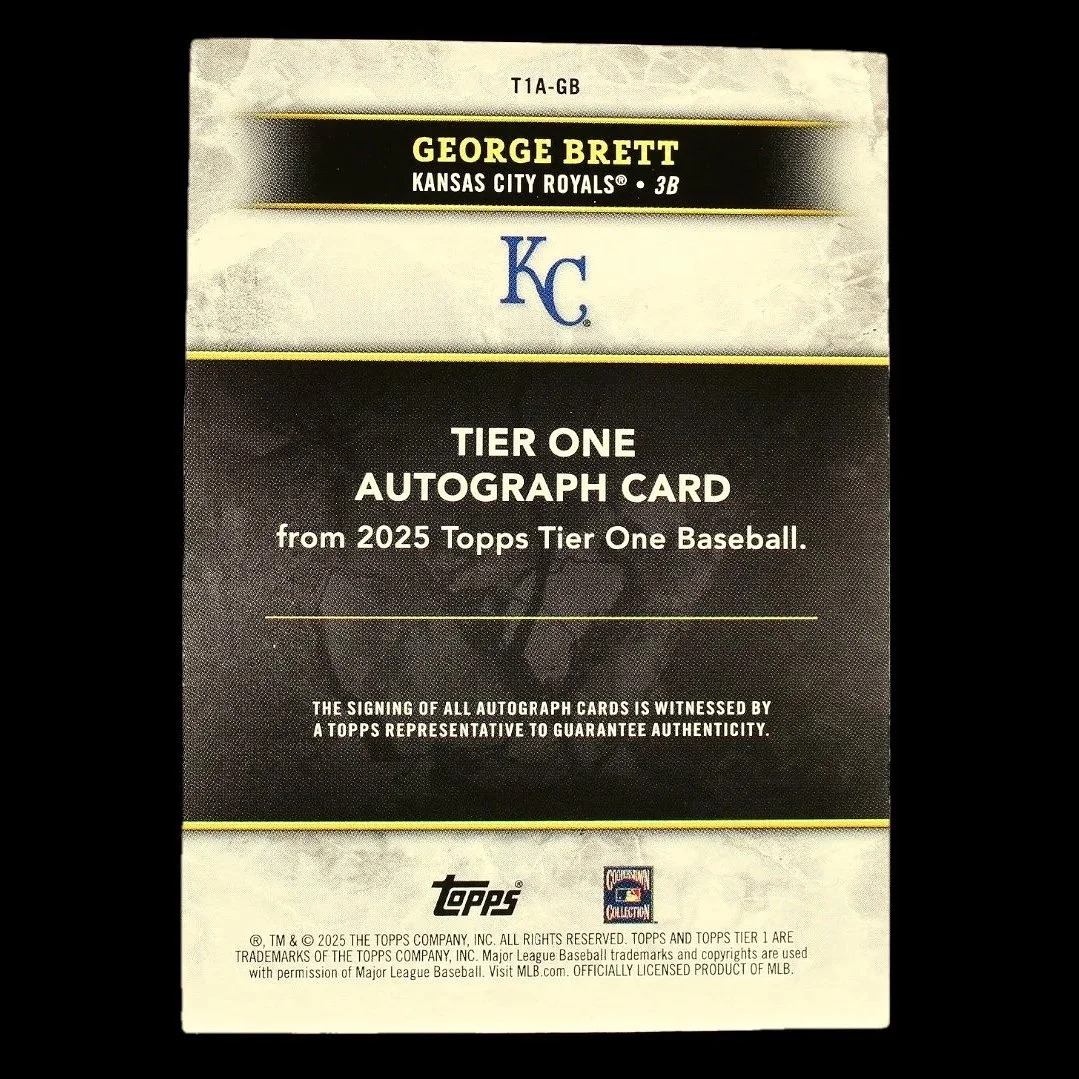 T1A-GB
GEORGE BRETT
KANSAS CITY ROYALS® • 3B
KC®
TIER ONE
AUTOGRAPH CARD
from 2025 Topps Tier One Baseball.
THE SIGNING OF ALL AUTOGRAPH CARDS IS WITNESSED BY
A TOPPS REPRESENTATIVE TO GUARANTEE AUTHENTICITY.
topps®
COOPERSTOWN
COLLECTION
®, TM & © 2025 THE TOPPS COMPANY, INC. ALL RIGHTS RESERVED. TOPPS AND TOPPS TIER 1 ARE
TRADEMARKS OF THE TOPPS COMPANY, INC. Major League Baseball trademarks and copyrights are used
with permission of Major League Baseball. Visit MLB.com. OFFICIALLY LICENSED PRODUCT OF MLB.